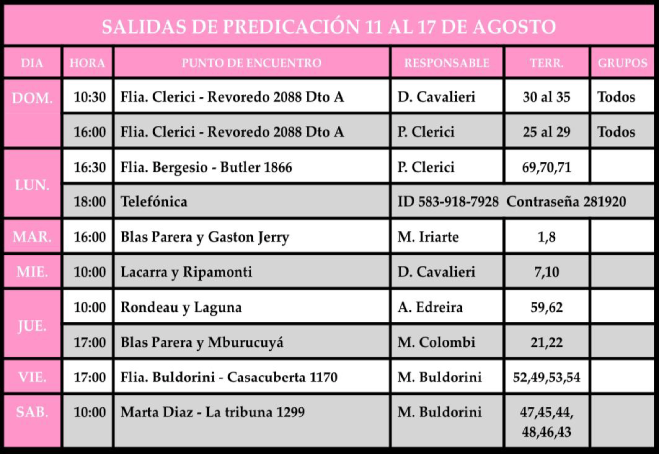 SALIDAS DE PREDICACIÓN 11 AL 17 DE AGOSTO
DIA HORA PUNTO DE ENCUENTRO RESPONSABLE TERR. GRUPOS
DOM. 10:30 Flia. Clerici - Revoredo 2088 Dto A D. Cavalieri 30 al 35 Todos
16:00 Flia. Clerici - Revoredo 2088 Dto A P. Clerici 25 al 29 Todos
LUN. 16:30 Flia. Bergesio - Butler 1866 P. Clerici 69,70,71
18:00 Telefónica ID 583-918-7928 Contraseña 281920
MAR. 16:00 Blas Parera y Gaston Jerry M. Iriarte 1,8
MIE. 10:00 Lacarra y Ripamonti D. Cavalieri 7,10
JUE. 10:00 Rondeau y Laguna A. Edreira 59,62
17:00 Blas Parera y Mburucuyá M. Colombi 21,22
VIE. 17:00 Flia. Buldorini - Casacuberta 1170 M. Buldorini 52,49,53,54
SAB. 10:00 Marta Diaz - La tribuna 1299 M. Buldorini 47,45,44,
48,46,43